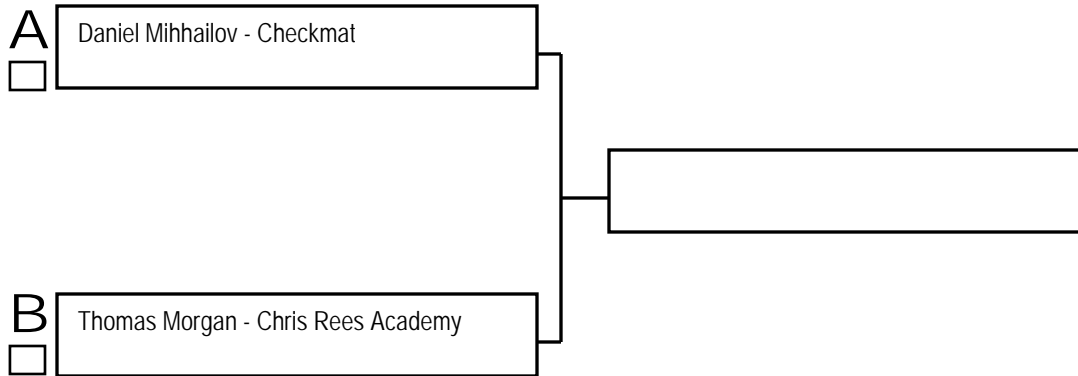 A
Daniel Mihhailov - Checkmat
B
Thomas Morgan - Chris Rees Academy